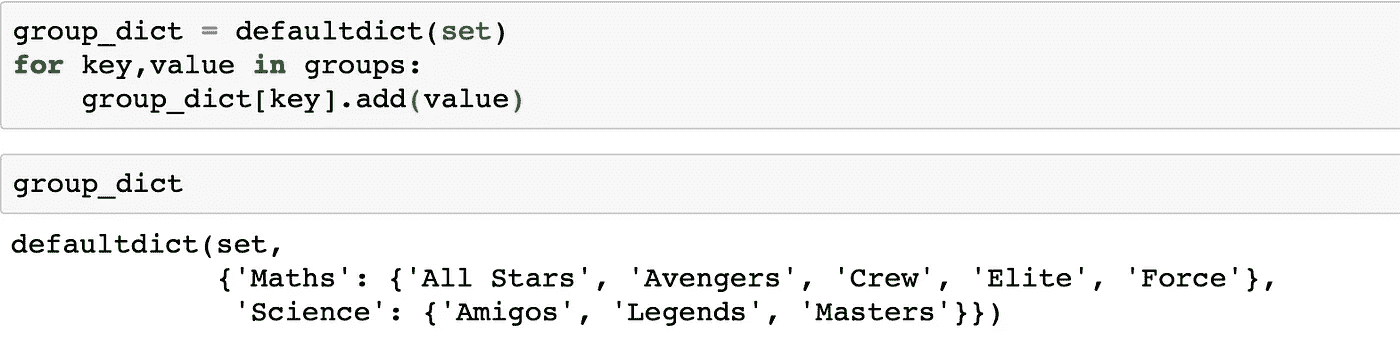 group_dict = defaultdict(set)
for key,value in groups:
    group_dict[key].add(value)
group_dict
defaultdict(set,
            {'Maths': {'All Stars', 'Avengers', 'Crew', 'Elite', 'Force'},
             'Science': {'Amigos', 'Legends', 'Masters'}})